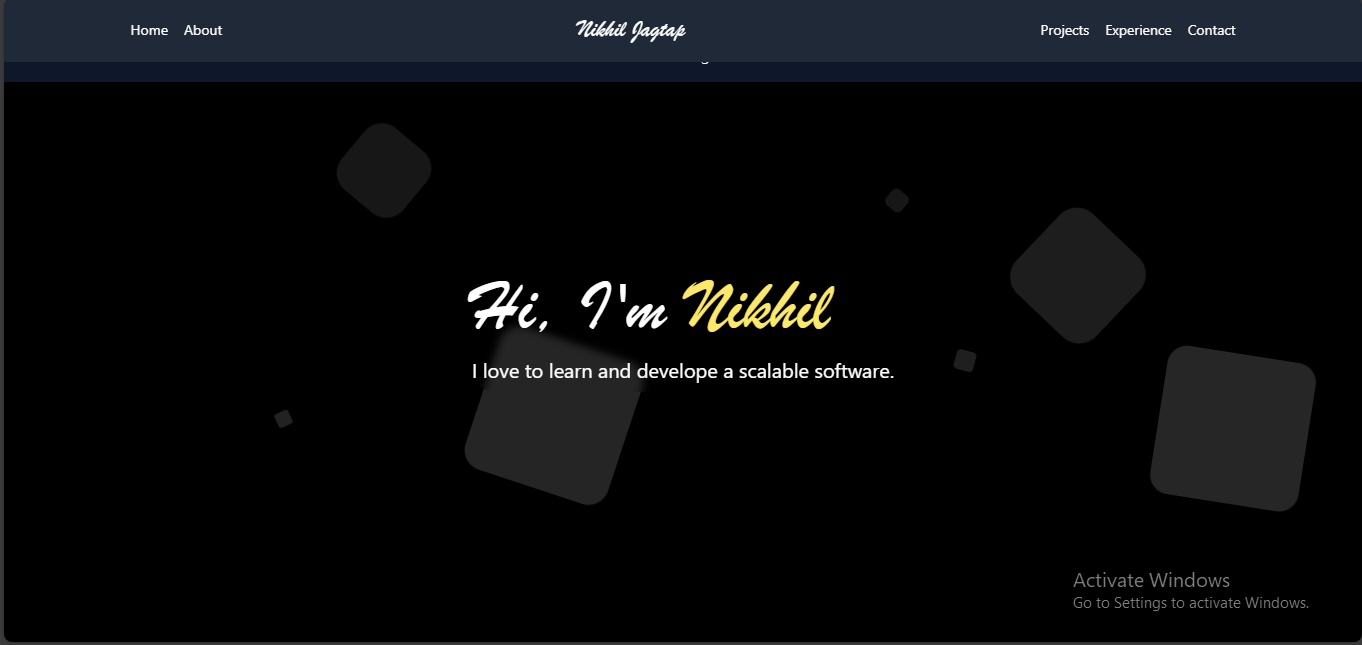 Home About Nikhil Jagtap Projects Experience Contact
Hi, I'm Nikhil
I love to learn and develope a scalable software.
Activate Windows
Go to Settings to activate Windows.